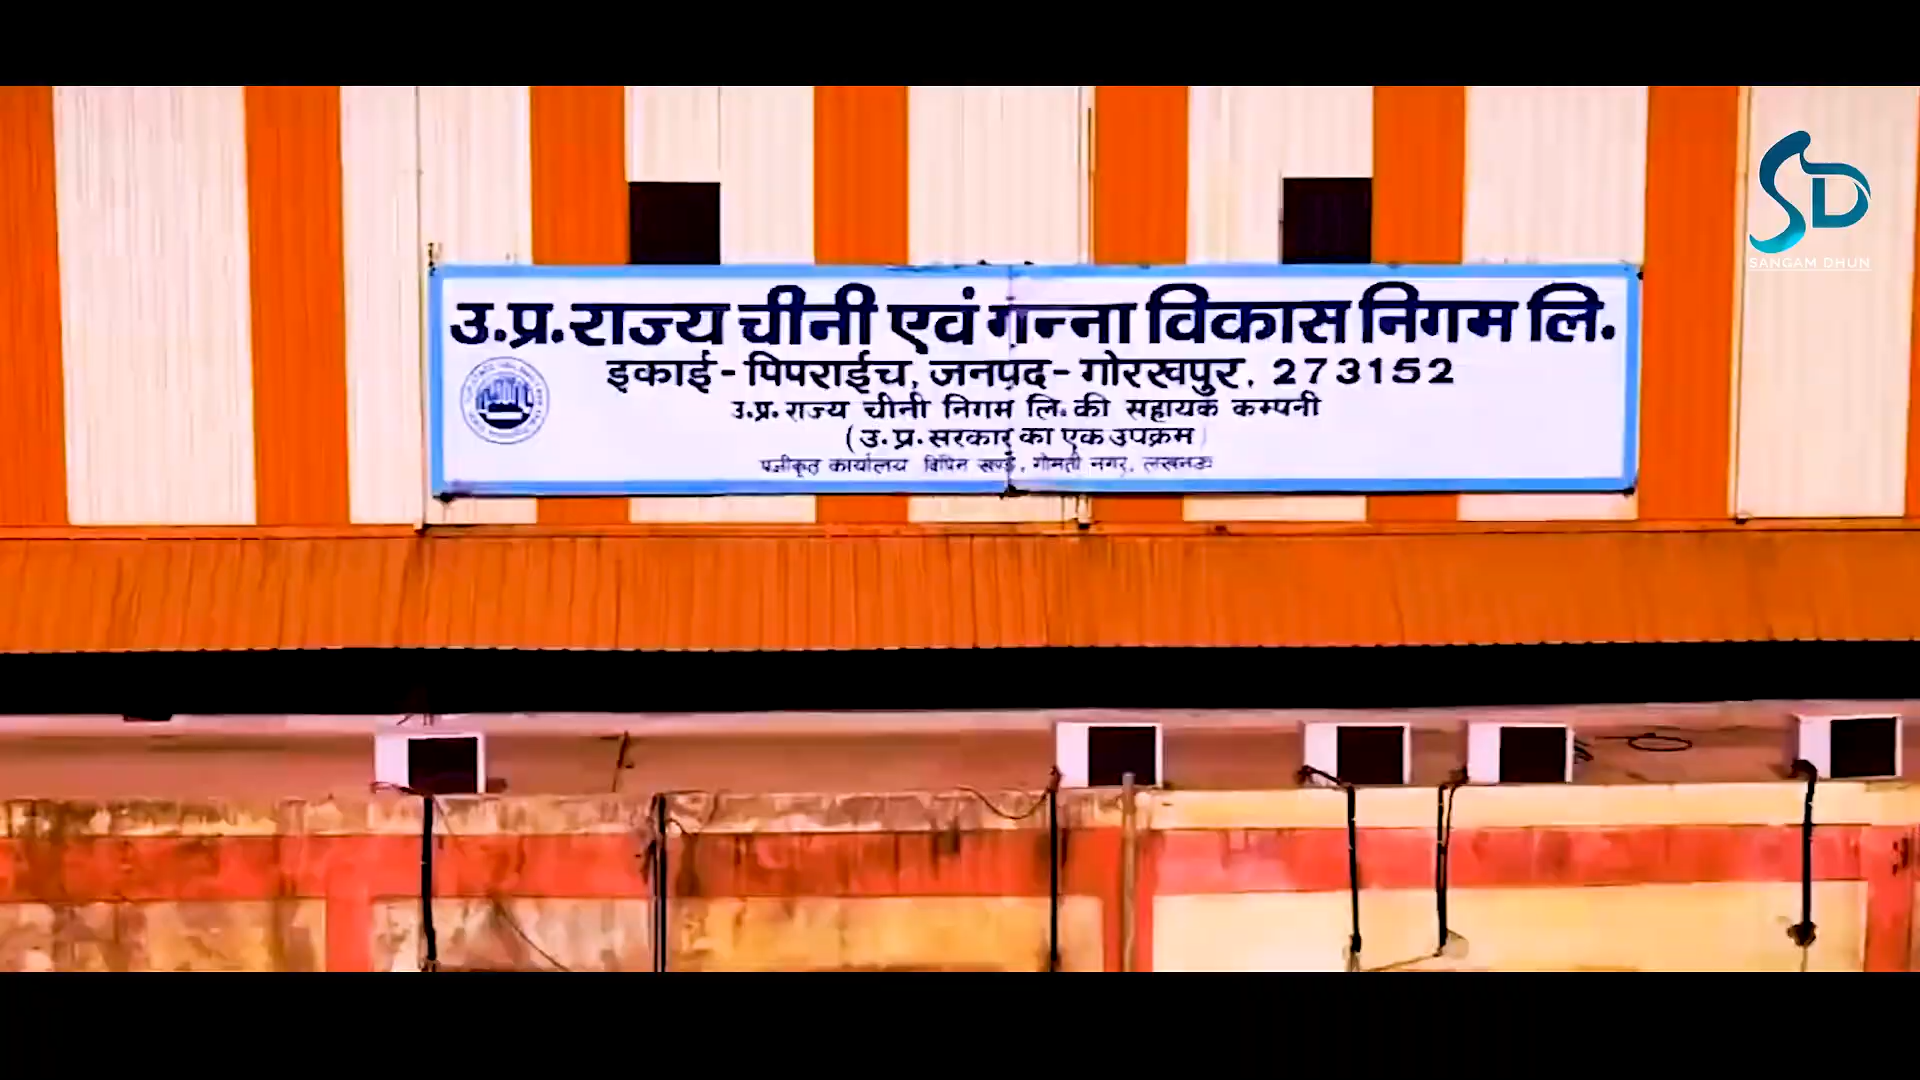 उ.प्र.राज्य चीनी एवं गन्ना विकास निगम लि.
इकाई - पिपराईच, जनपद - गोरखपुर, 273152
उ.प्र. राज्य चीनी निगम लि. की सहायक कम्पनी
(उ.प्र. सरकार का एक उपक्रम)
कार्यालय विपिन खण्ड, गोमती नगर, लखनऊ
SD
SANGAM DHUN